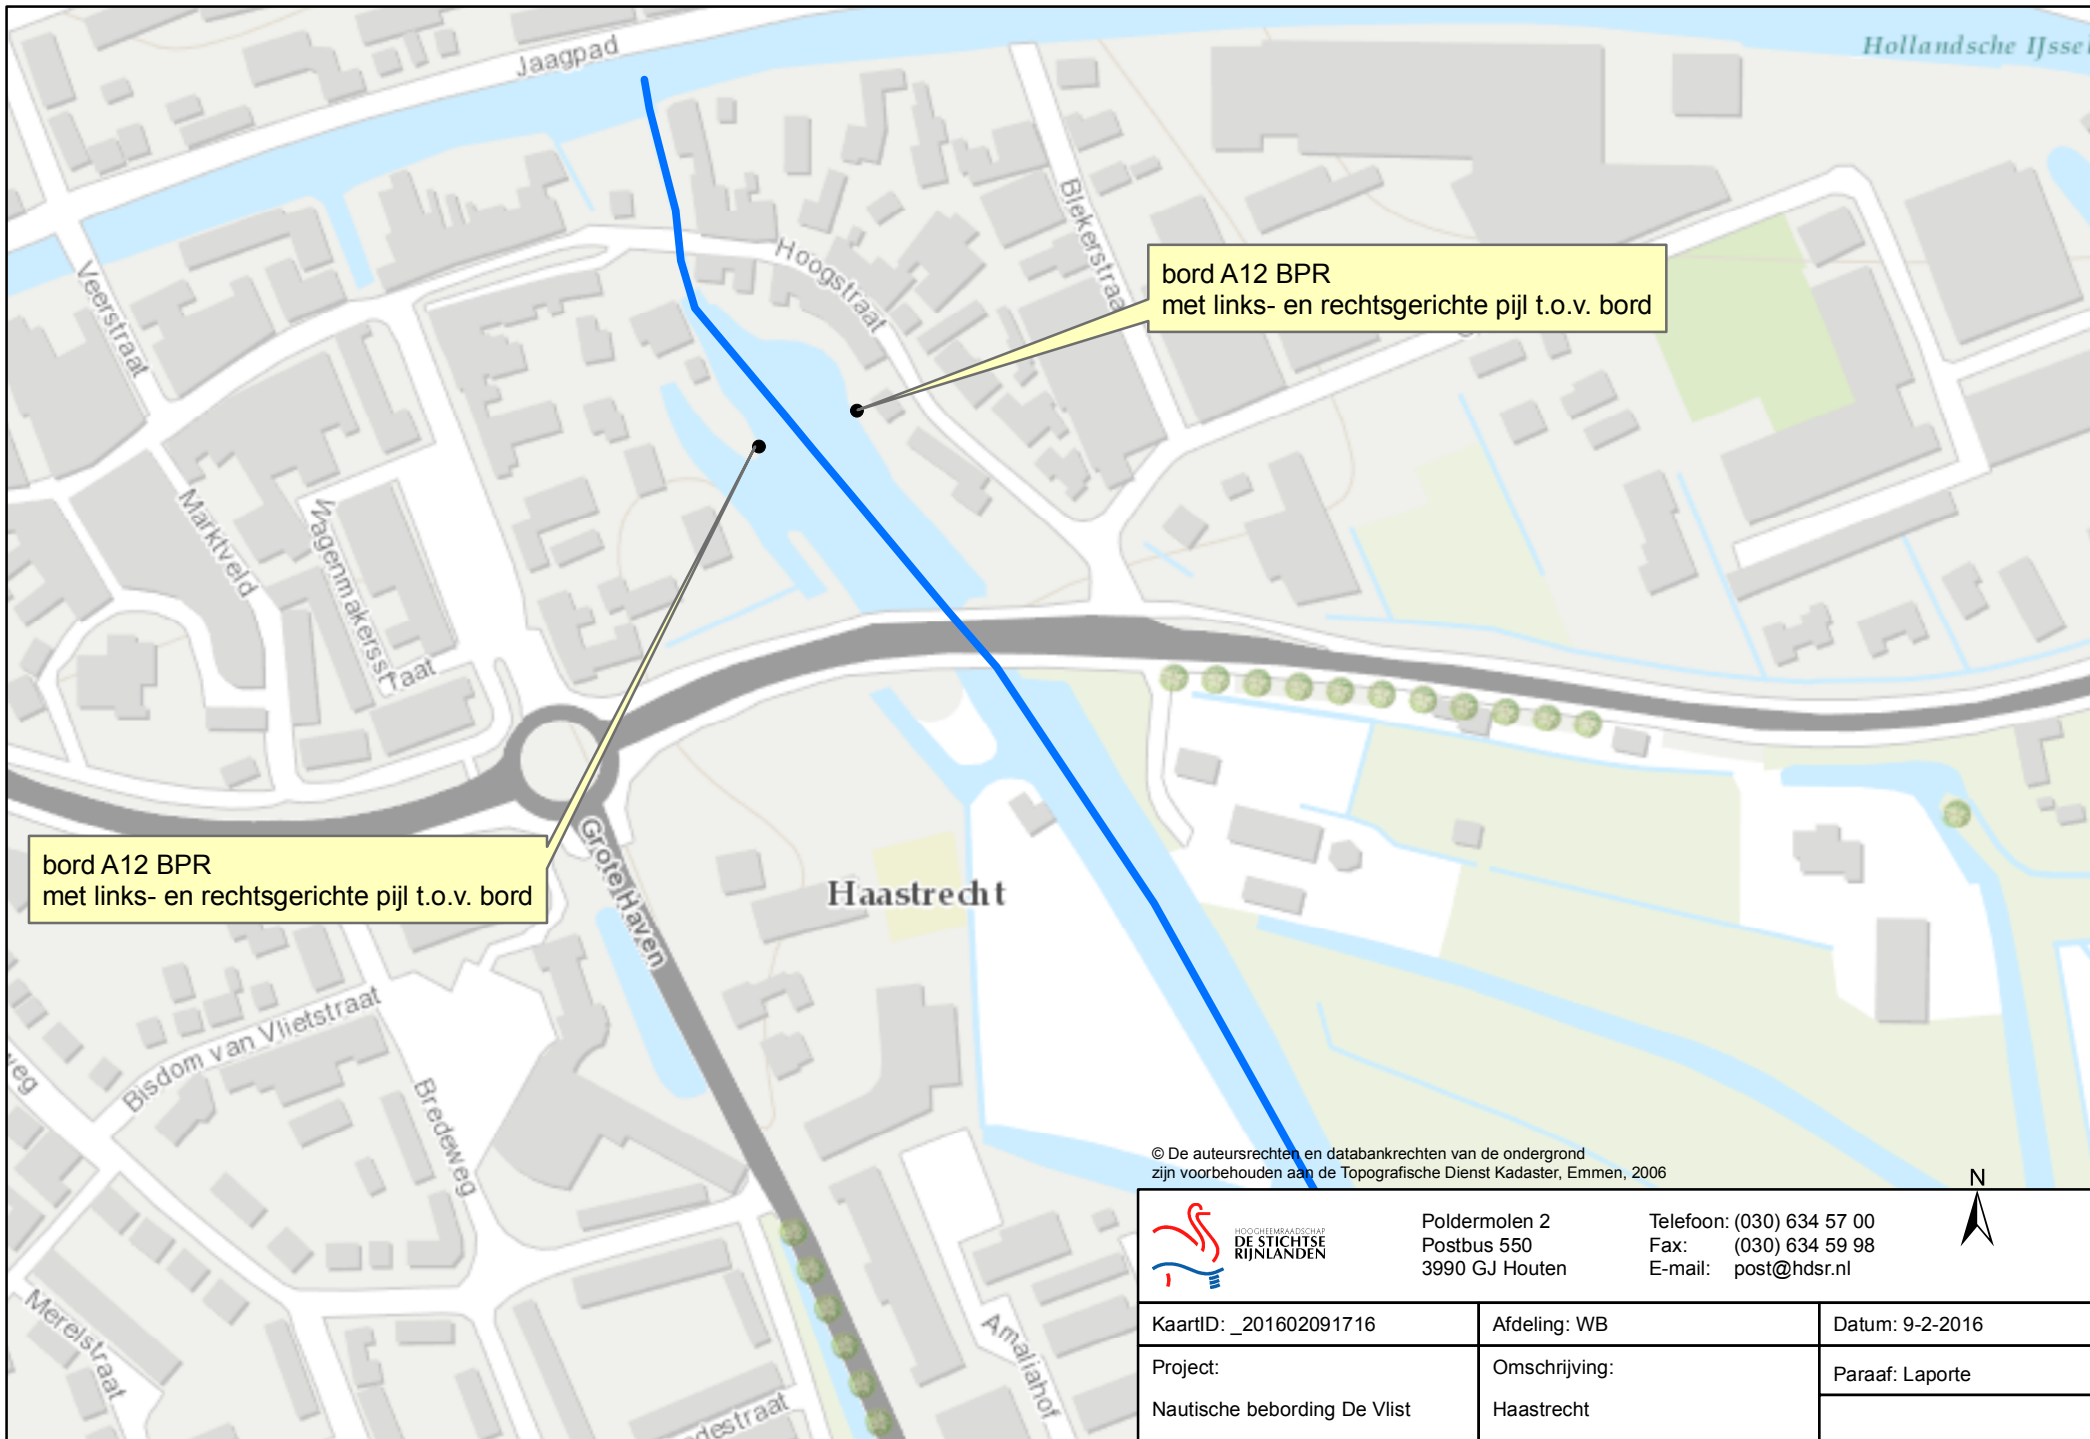 Jaagpad
Hollandsche IJssel
Blekerstraat
Hoogstraat
bord A12 BPR
met links- en rechtsgerichte pijl t.o.v. bord
Veerstraat
Marktveld
Wagenmakersstraat
bord A12 BPR
met links- en rechtsgerichte pijl t.o.v. bord
Grote Haven
Haastrecht
Bisdom van Vlietstraat
weg
Bredeweg
Merelstraat
Amaliahof
destraat
© De auteursrechten en databankrechten van de ondergrond
zijn voorbehouden aan de Topografische Dienst Kadaster, Emmen, 2006
N
HOOGHEEMRAADSCHAP
DE STICHTSE
RIJNLANDEN
Poldermolen 2
Postbus 550
3990 GJ Houten
Telefoon: (030) 634 57 00
Fax: (030) 634 59 98
E-mail: post@hdsr.nl
KaartID: _201602091716
Afdeling: WB
Datum: 9-2-2016
Project:
Nautische bebording De Vlist
Omschrijving:
Haastrecht
Paraaf: Laporte